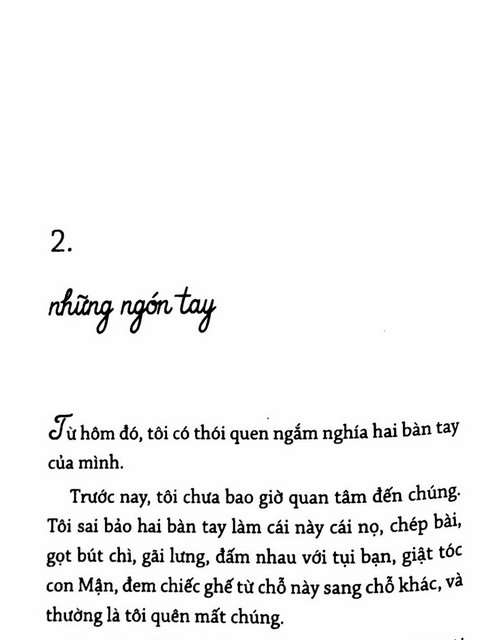 2.
những ngón tay
Từ hôm đó, tôi có thói quen ngắm nghía hai bàn tay
của mình.
Trước nay, tôi chưa bao giờ quan tâm đến chúng.
Tôi sai bảo hai bàn tay làm cái này cái nọ, chép bài,
gọt bút chì, gãi lưng, đấm nhau với tụi bạn, giật tóc
con Mận, đem chiếc ghế từ chỗ này sang chỗ khác, và
thường là tôi quên mất chúng.